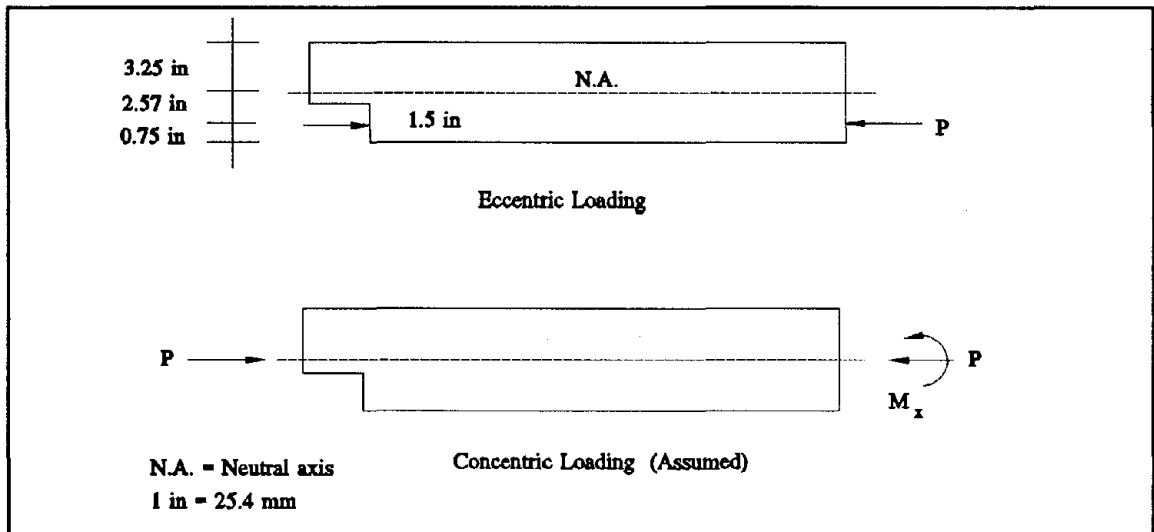 3.25 in
N.A.
2.57 in
1.5 in
P
0.75 in
Eccentric Loading
P
P
M x
N.A. = Neutral axis
Concentric Loading (Assumed)
1 in = 25.4 mm